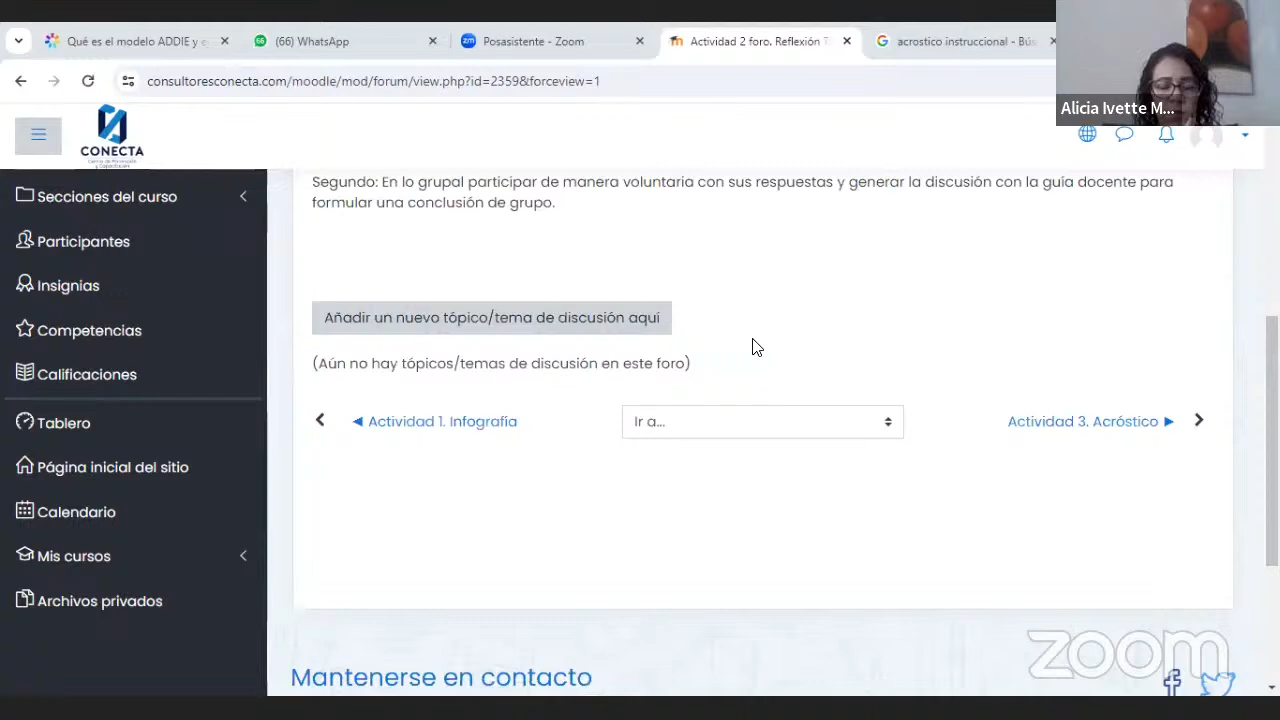 Qué es el modelo ADDIE y
(66) WhatsApp
Posasistente - Zoom
Actividad 2 foro. Reflexión
acrostico instruccional - Bús
consultoresconecta.com/moodle/mod/forum/view.php?id=2359&forceview=1
Alicia Ivette M...
CONECTA
Secciones del curso
Participantes
Insignias
Competencias
Calificaciones
Tablero
Página inicial del sitio
Calendario
Mis cursos
Archivos privados
Segundo: En lo grupal participar de manera voluntaria con sus respuestas y generar la discusión con la guía docente para
formular una conclusión de grupo.
Añadir un nuevo tópico/tema de discusión aquí
(Aún no hay tópicos/temas de discusión en este foro)
◄ Actividad 1. Infografía
Ir a...
Actividad 3. Acróstico ►
Mantenerse en contacto
zoom